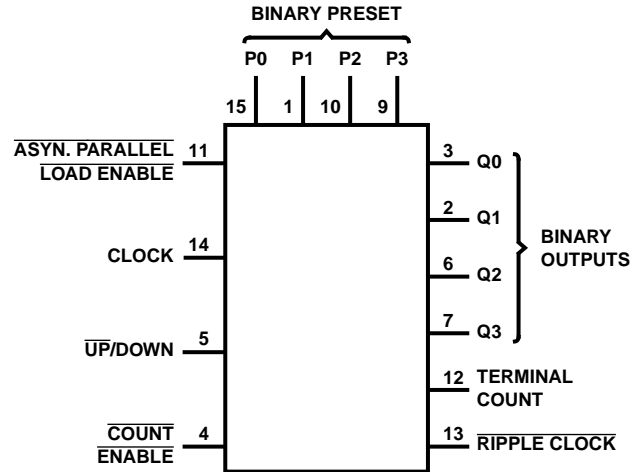 BINARY PRESET
P0 P1 P2 P3
15 1 10 9
ASYN. PARALLEL
LOAD ENABLE
11
3 Q0
2 Q1
CLOCK 14
BINARY
OUTPUTS
6 Q2
7 Q3
UP/DOWN 5
12 TERMINAL
COUNT
COUNT
ENABLE
4
13 RIPPLE CLOCK